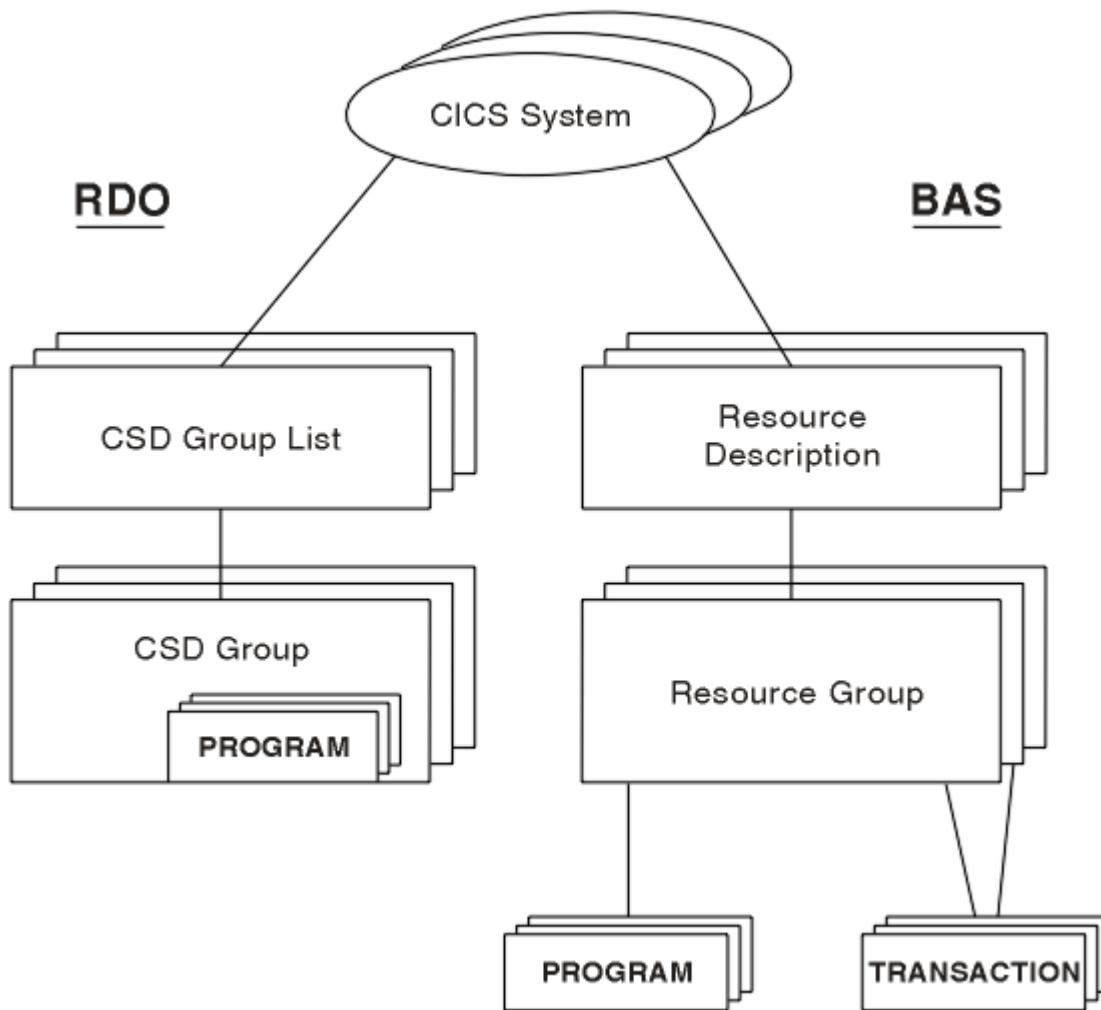 CICS System
RDO
BAS
CSD Group List
Resource
Description
CSD Group
PROGRAM
Resource Group
PROGRAM
TRANSACTION